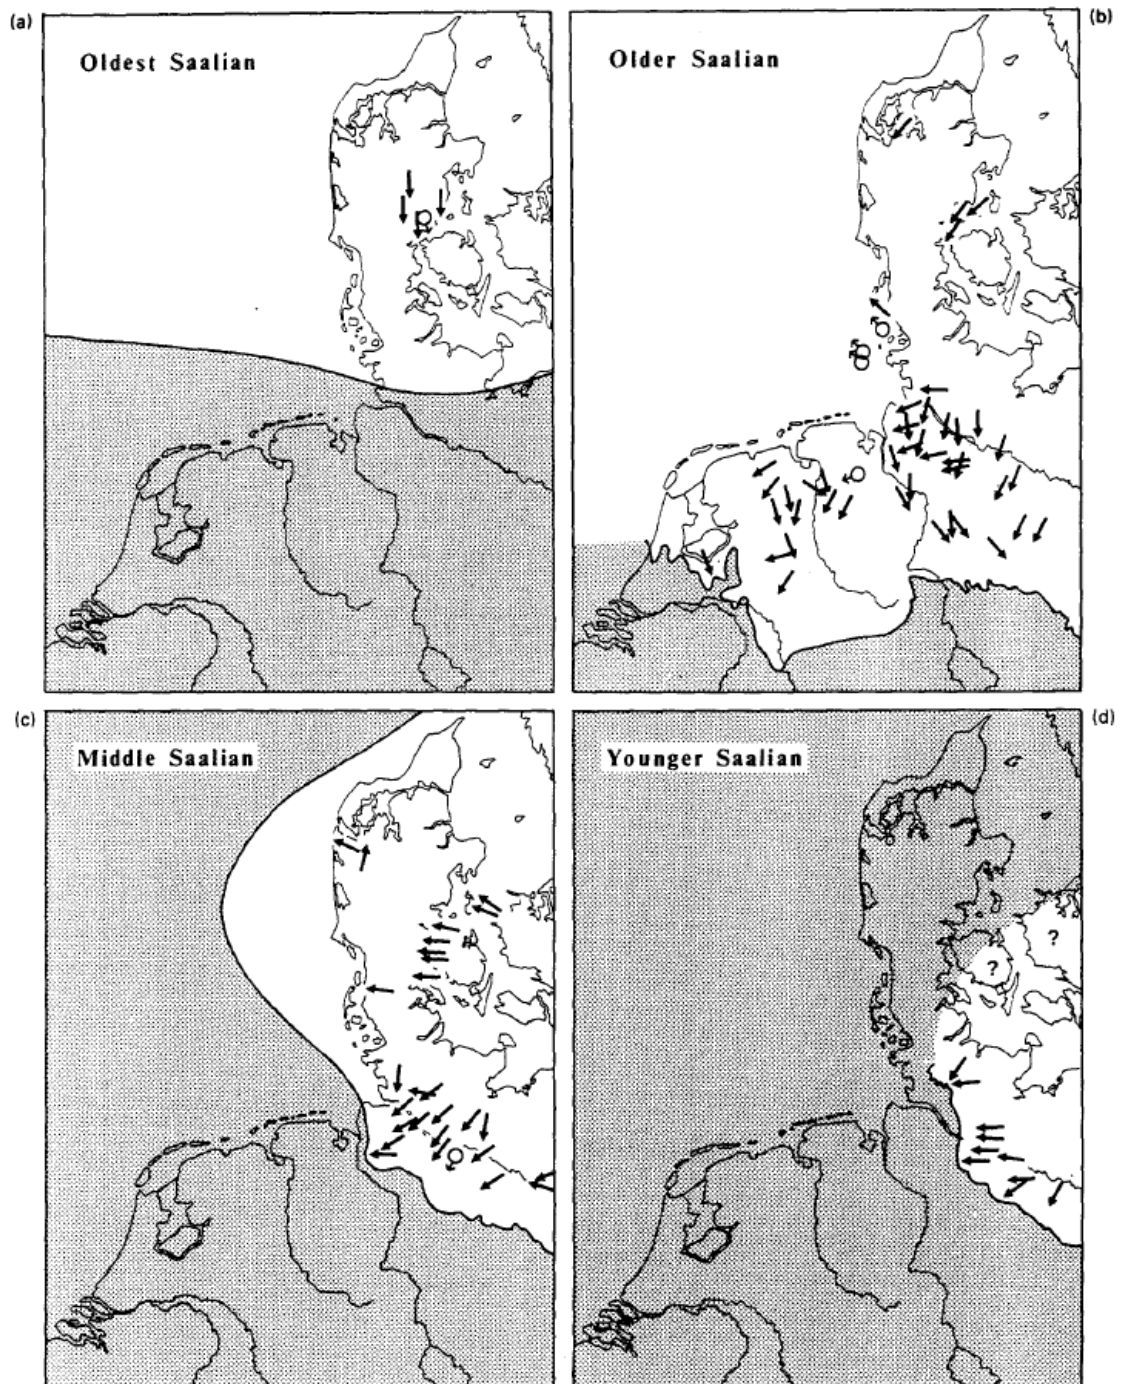 (a)
Oldest Saalian
(b)
Older Saalian
(c)
Middle Saalian
(d)
Younger Saalian
?
?